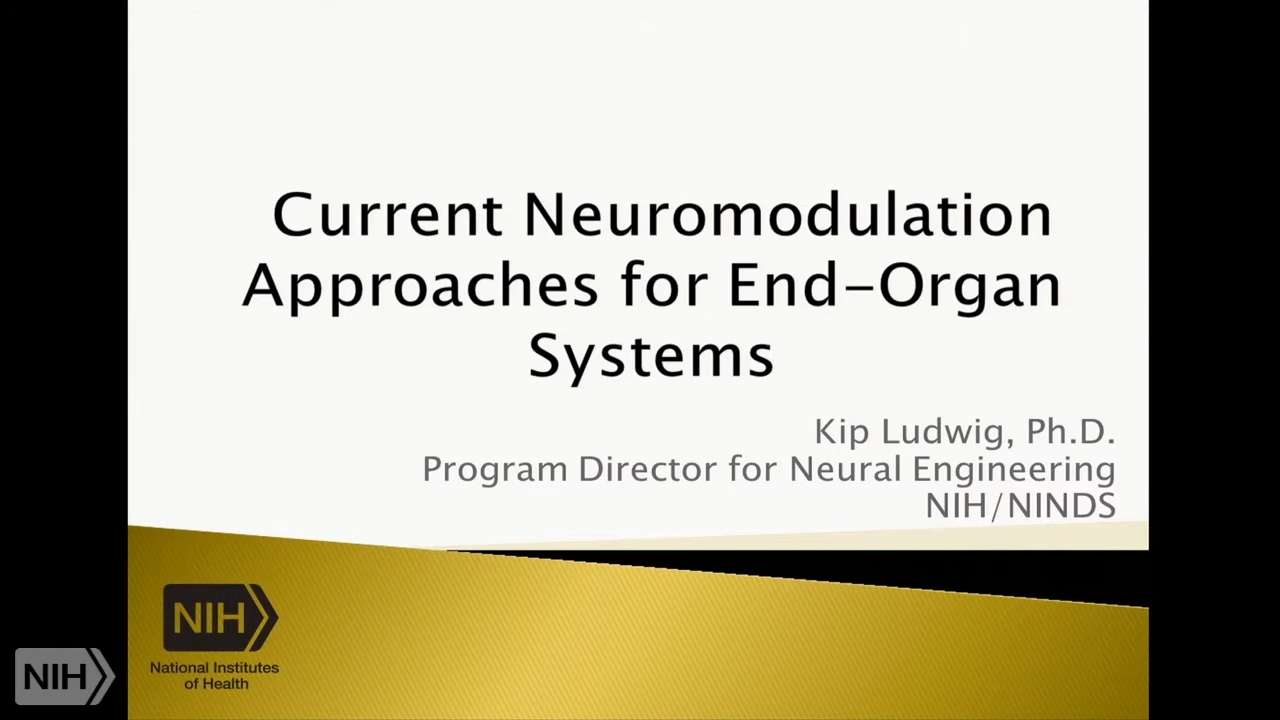 Current Neuromodulation
Approaches for End-Organ
Systems
Kip Ludwig, Ph.D.
Program Director for Neural Engineering
NIH/NINDS
NIH
National Institutes
of Health
NIH